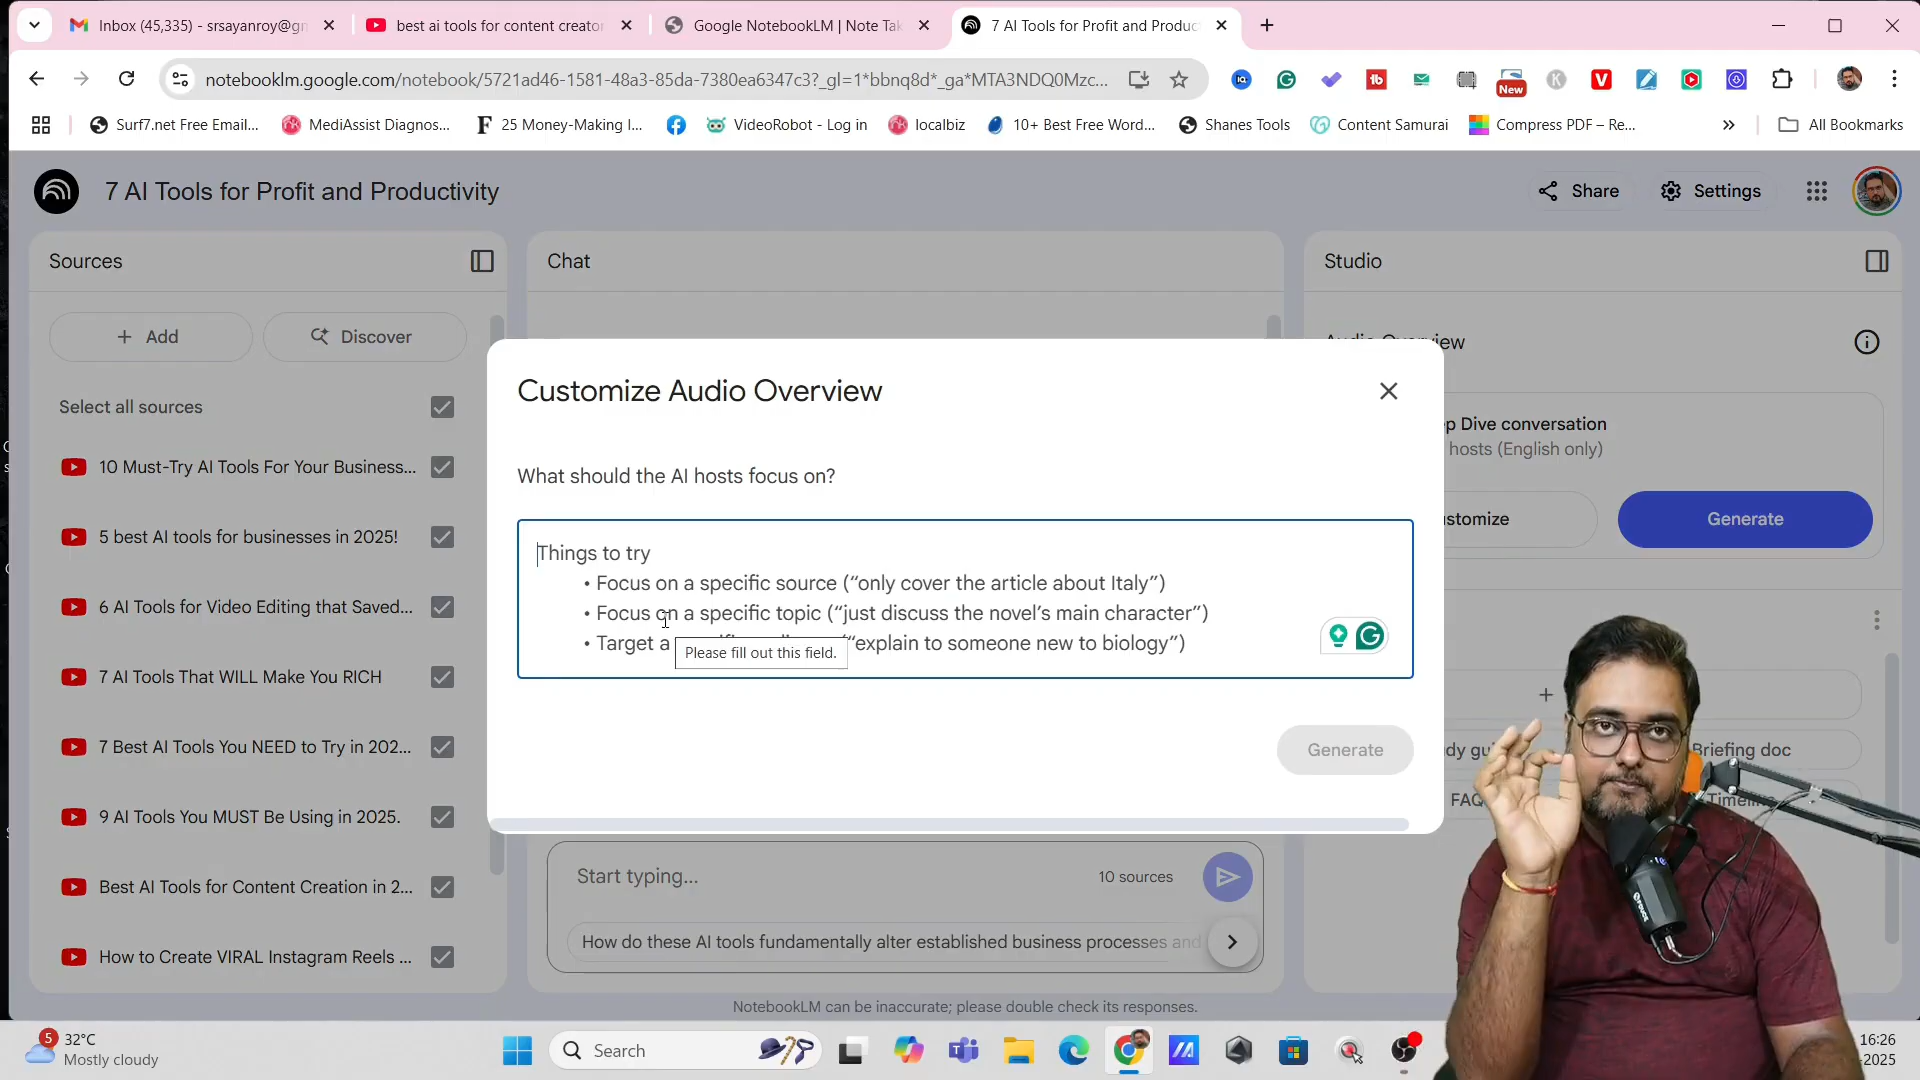 Inbox (45,335) - srsayanroy@gm
best ai tools for content creator
Google NotebookLM | Note Tak
7 AI Tools for Profit and Produc
notebooklm.google.com/notebook/5721ad46-1581-48a3-85da-7380ea6347c3?_gl=1*bbnq8d*_ga*MTA3NDQ0Mzc...
New
Surf7.net Free Email...
MediAssist Diagnos...
25 Money-Making I...
VideoRobot - Log in
localbiz
10+ Best Free Word...
Shanes Tools
Content Samurai
Compress PDF – Re...
All Bookmarks
7 AI Tools for Profit and Productivity
Share
Settings
Sources
Chat
Studio
Add
Discover
Audio Overview
Select all sources
10 Must-Try AI Tools For Your Business...
5 best AI tools for businesses in 2025!
6 AI Tools for Video Editing that Saved...
7 AI Tools That WILL Make You RICH
7 Best AI Tools You NEED to Try in 202...
9 AI Tools You MUST Be Using in 2025.
Best AI Tools for Content Creation in 2...
How to Create VIRAL Instagram Reels ...
Customize Audio Overview
What should the AI hosts focus on?
Things to try
• Focus on a specific source (“only cover the article about Italy”)
• Focus on a specific topic (“just discuss the novel’s main character”)
• Target a (“explain to someone new to biology”)
Please fill out this field.
Generate
p Dive conversation
hosts (English only)
stomize
Generate
dy gu
Briefing doc
FAQ
Timeline
Start typing...
10 sources
How do these AI tools fundamentally alter established business processes and
NotebookLM can be inaccurate; please double check its responses.
5
32°C
Mostly cloudy
Search
16:26
-2025